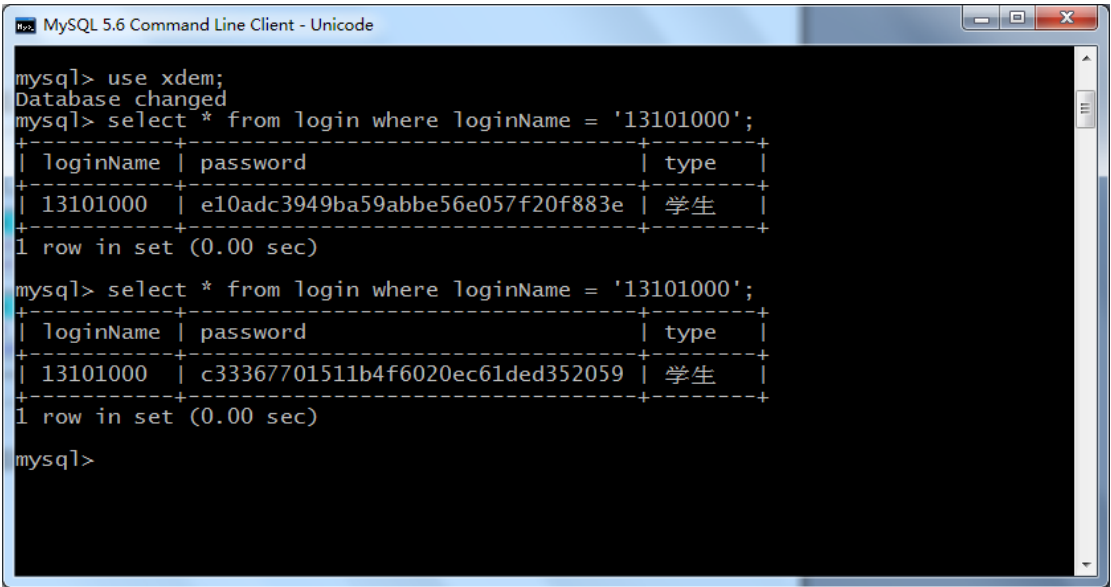 MySQL 5.6 Command Line Client - Unicode
mysql> use xdem;
Database changed
mysql> select * from login where loginName = '13101000';
+-----------+----------------------------------+--------+
| loginName | password                         | type   |
+-----------+----------------------------------+--------+
| 13101000  | e10adc3949ba59abbe56e057f20f883e | 学生   |
+-----------+----------------------------------+--------+
1 row in set (0.00 sec)
mysql> select * from login where loginName = '13101000';
+-----------+----------------------------------+--------+
| loginName | password                         | type   |
+-----------+----------------------------------+--------+
| 13101000  | c33367701511b4f6020ec61ded352059 | 学生   |
+-----------+----------------------------------+--------+
1 row in set (0.00 sec)
mysql>